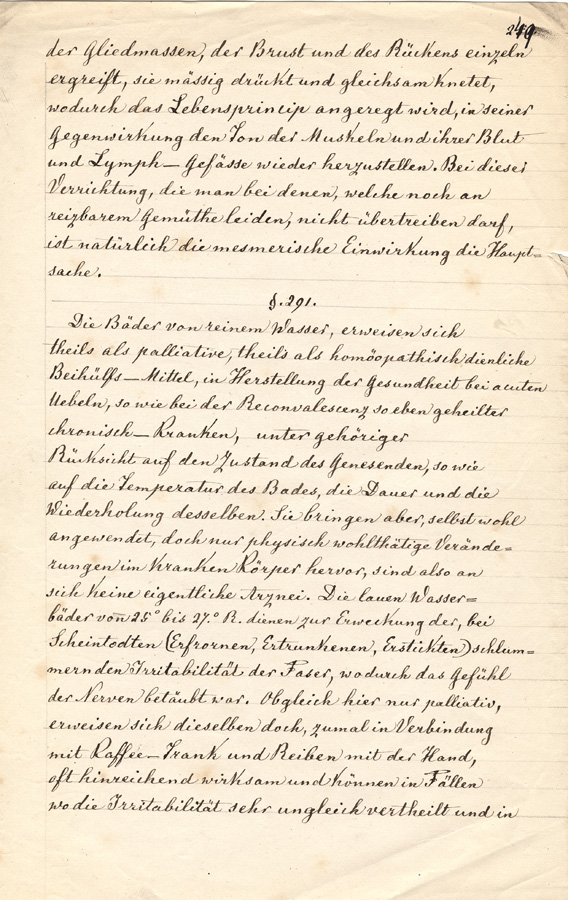 249
der Gliedmassen, der Brust und des Rückens einzeln
ergreift, sie mässig drückt und gleichsam knetet,
wodurch das Lebensprincip angeregt wird, in seiner
Gegenwirkung den Ton der Muskeln und ihrer Blut
und Lymph–Gefässe wieder herzustellen. Bei dieser
Verrichtung, die man bei denen, welche noch an
reizbarem Gemüthe leiden, nicht übertreiben darf,
ist natürleich die mesmerische Einwirkung die Haupt=
sache.
§. 291.
Die Bäder von reinem Wasser, erweisen sich
theils als palliative, theils als homöopathisch dienliche
Beihülfs–Mittel, in Herstellung der Gesundheit bei acuten
Uebeln, so wie bei der Reconvalescenz so eben geheilter
chronisch–Kranken, unter gehöriger
Rücksicht auf den Zustand des Genesenden, so wie
auf die Temperatur des Bades, die Dauer und die
Wiederholung desselben. Sie bringen aber, selbst wohl
angewendet, doch nur physisch wohlthätige Verände=
rungen im kranken Körper hervor, sind also an
sich keine eigentliche Arznei. Die lauen Wasser=
bäder von 25° bis 27.° R. dienen zur Erweckung der, bei
Scheintodten (Erfrornen, Ertrunkenen, Erstickten) schlum=
mernden Irritabilität der Faser, wodurch das Gefühl
der Nerven betäubt war. Obgleich hier nur palliativ,
erweisen sich dieselben doch, zumal in Verbindung
mit Kaffee–Trank und Reiben mit der Hand,
oft hinreichend wirksam und können in Fällen
wo die Irritabilität sehr ungleich vertheilt und in